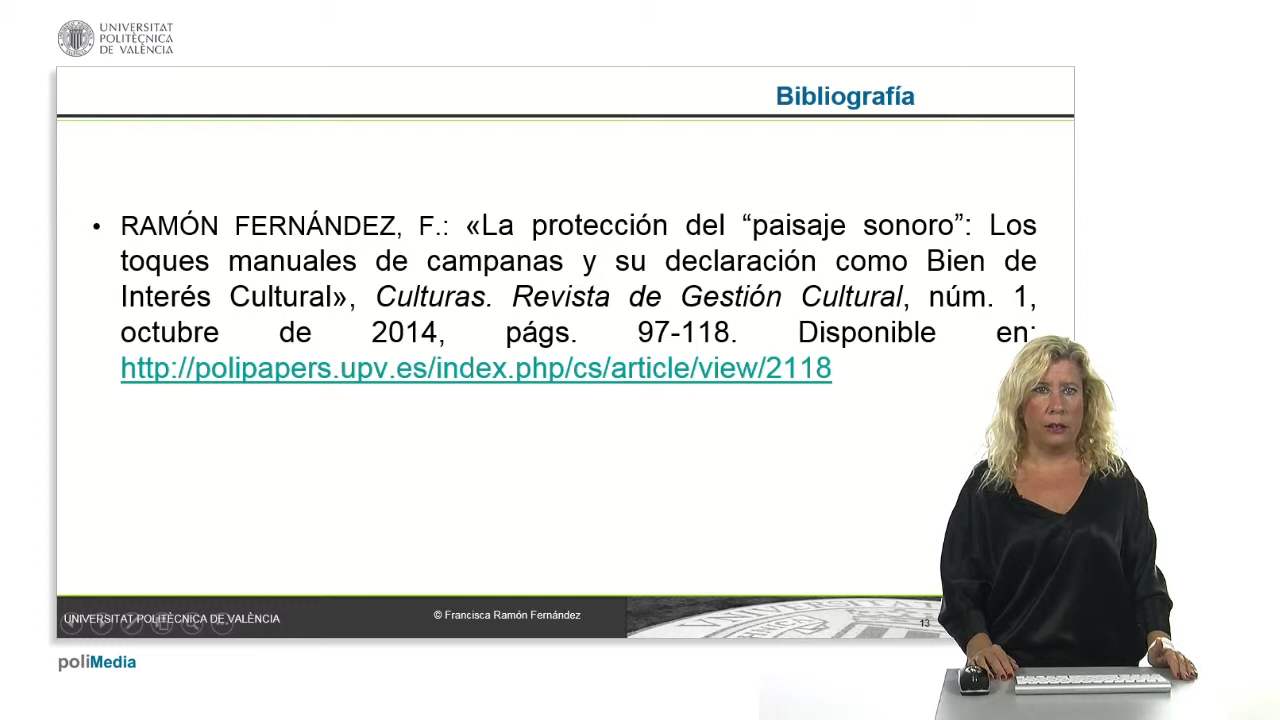 UNIVERSITAT
POLITÈCNICA
DE VALÈNCIA
Bibliografía
• RAMÓN FERNÁNDEZ, F.: «La protección del “paisaje sonoro”: Los
toques manuales de campanas y su declaración como Bien de
Interés Cultural», Culturas. Revista de Gestión Cultural, núm. 1,
octubre de 2014, págs. 97-118. Disponible en:
http://polipapers.upv.es/index.php/cs/article/view/2118
UNIVERSITAT POLITÈCNICA DE VALÈNCIA
© Francisca Ramón Fernández
13
poliMedia